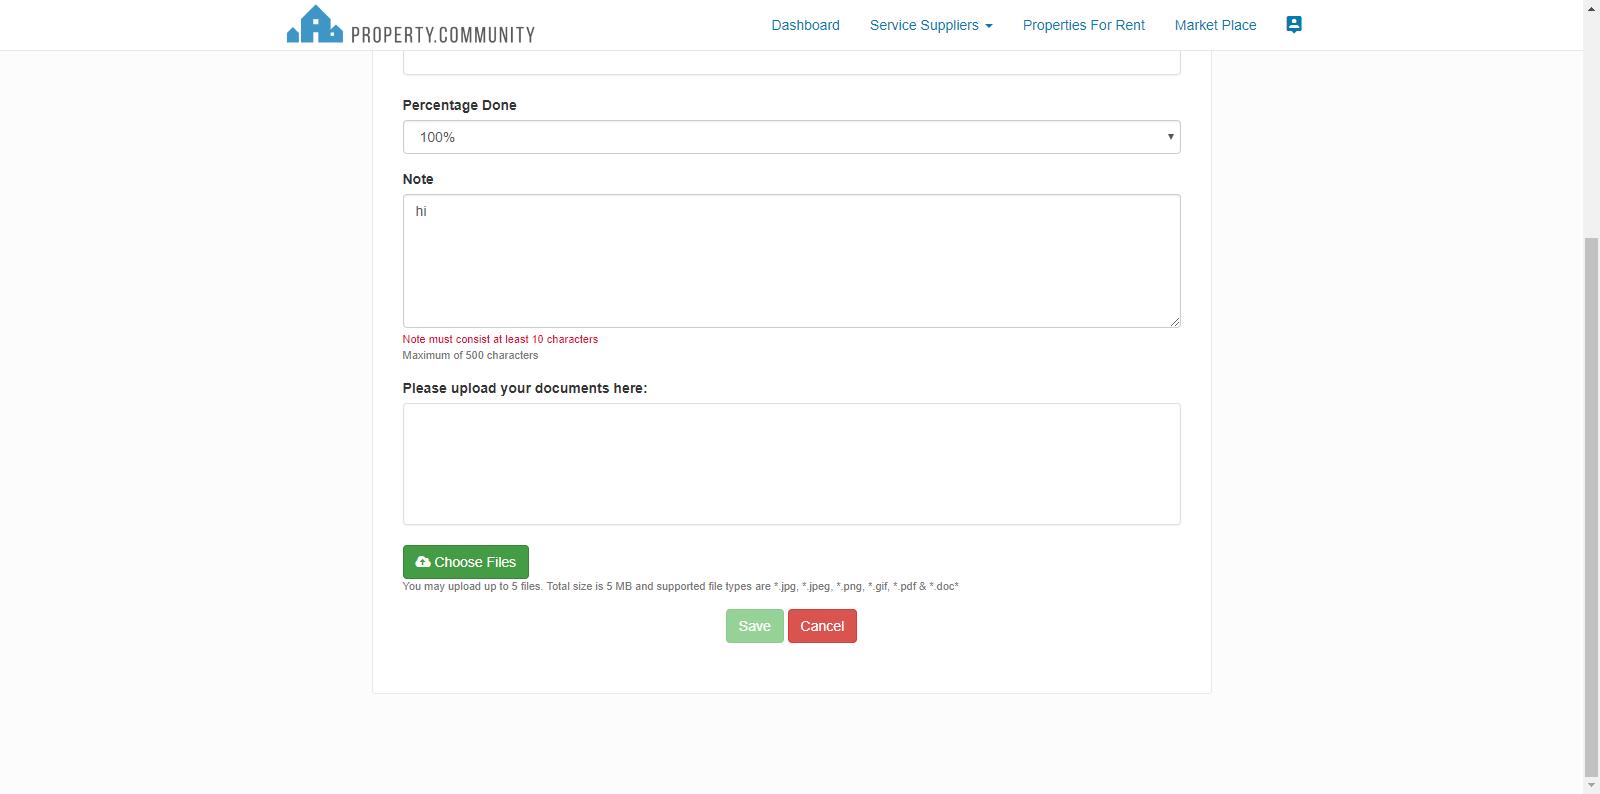 PROPERTY.COMMUNITY
Dashboard
Service Suppliers
Properties For Rent
Market Place
Percentage Done
100%
Note
hi
Note must consist at least 10 characters
Maximum of 500 characters
Please upload your documents here:
Choose Files
You may upload up to 5 files. Total size is 5 MB and supported file types are *.jpg, *.jpeg, *.png, *.gif, *.pdf & *.doc*
Save
Cancel